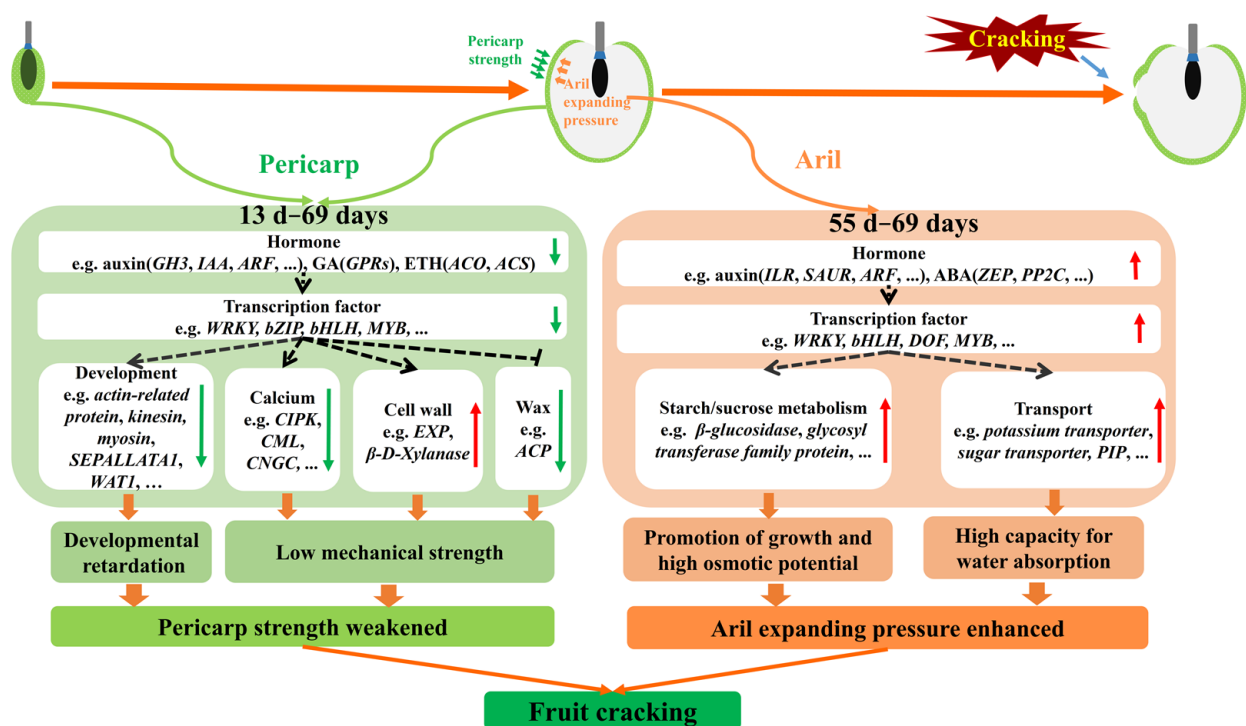 Pericarp
strength
Aril
expanding
pressure
Cracking
Pericarp
Aril
13 d–69 days
Hormone
e.g. auxin(GH3, IAA, ARF, ...), GA(GPRs), ETH(ACO, ACS)
Transcription factor
e.g. WRKY, bZIP, bHLH, MYB, ...
Development
e.g. actin-related
protein, kinesin,
myosin,
SEPALLATA1,
WAT1, …
Calcium
e.g. CIPK,
CML,
CNGC, ...
Cell wall
e.g. EXP,
β-D-Xylanase
Wax
e.g.
ACP
Developmental
retardation
Low mechanical strength
Pericarp strength weakened
55 d–69 days
Hormone
e.g. auxin(ILR, SAUR, ARF, ...), ABA(ZEP, PP2C, ...)
Transcription factor
e.g. WRKY, bHLH, DOF, MYB, ...
Starch/sucrose metabolism
e.g. β-glucosidase, glycosyl
transferase family protein, ...
Transport
e.g. potassium transporter,
sugar transporter, PIP, ...
Promotion of growth and
high osmotic potential
High capacity for
water absorption
Aril expanding pressure enhanced
Fruit cracking